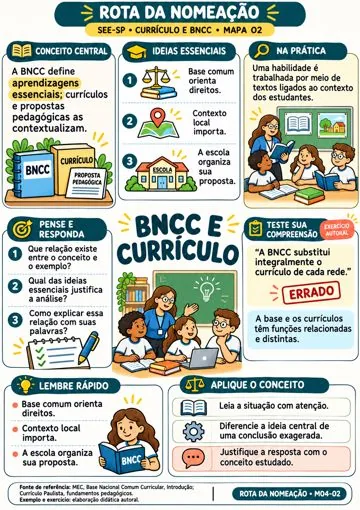 ROTA DA NOMEAÇÃO
SEE-SP • CURRÍCULO E BNCC • MAPA 02
CONCEITO CENTRAL
A BNCC define
aprendizagens
essenciais; currículos
e propostas
pedagógicas as
contextualizam.
BNCC
CURRÍCULO
PROPOSTA
PEDAGÓGICA
IDEIAS ESSENCIAIS
1
Base comum
orienta
direitos.
2
Contexto
local
importa.
3
ESCOLA
A escola
organiza
sua
proposta.
NA PRÁTICA
Uma habilidade é
trabalhada por meio de
textos ligados ao contexto
dos estudantes.
PENSE E
RESPONDA
1
Que relação existe
entre o conceito e
o exemplo?
2
Qual das ideias
essenciais justifica
a análise?
3
Como explicar essa
relação com suas
palavras?
BNCC E
CURRÍCULO
TESTE SUA
COMPREENSÃO
EXERCÍCIO
AUTORAL
“A BNCC substitui
integralmente o
currículo de cada rede.”
ERRADO
A base e os currículos
têm funções relacionadas
e distintas.
LEMBRE RÁPIDO
Base comum orienta
direitos.
Contexto local
importa.
A escola organiza
sua proposta.
BNCC
APLIQUE O CONCEITO
Leia a situação com atenção.
Diferencie a ideia central de
uma conclusão exagerada.
Justifique a resposta com o
conceito estudado.
Fonte de referência: MEC, Base Nacional Comum Curricular, Introdução;
Currículo Paulista, fundamentos pedagógicos.
Exemplo e exercício: elaboração didática autoral.
ROTA DA NOMEAÇÃO • M04-02